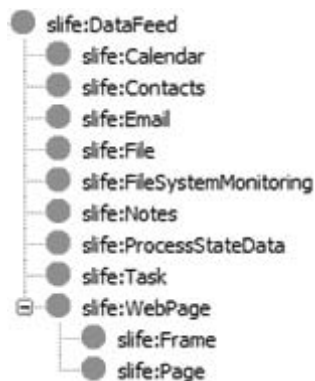 slife:DataFeed
slife:Calendar
slife:Contacts
slife:Email
slife:File
slife:FileSystemMonitoring
slife:Notes
slife:ProcessStateData
slife:Task
slife:WebPage
slife:Frame
slife:Page